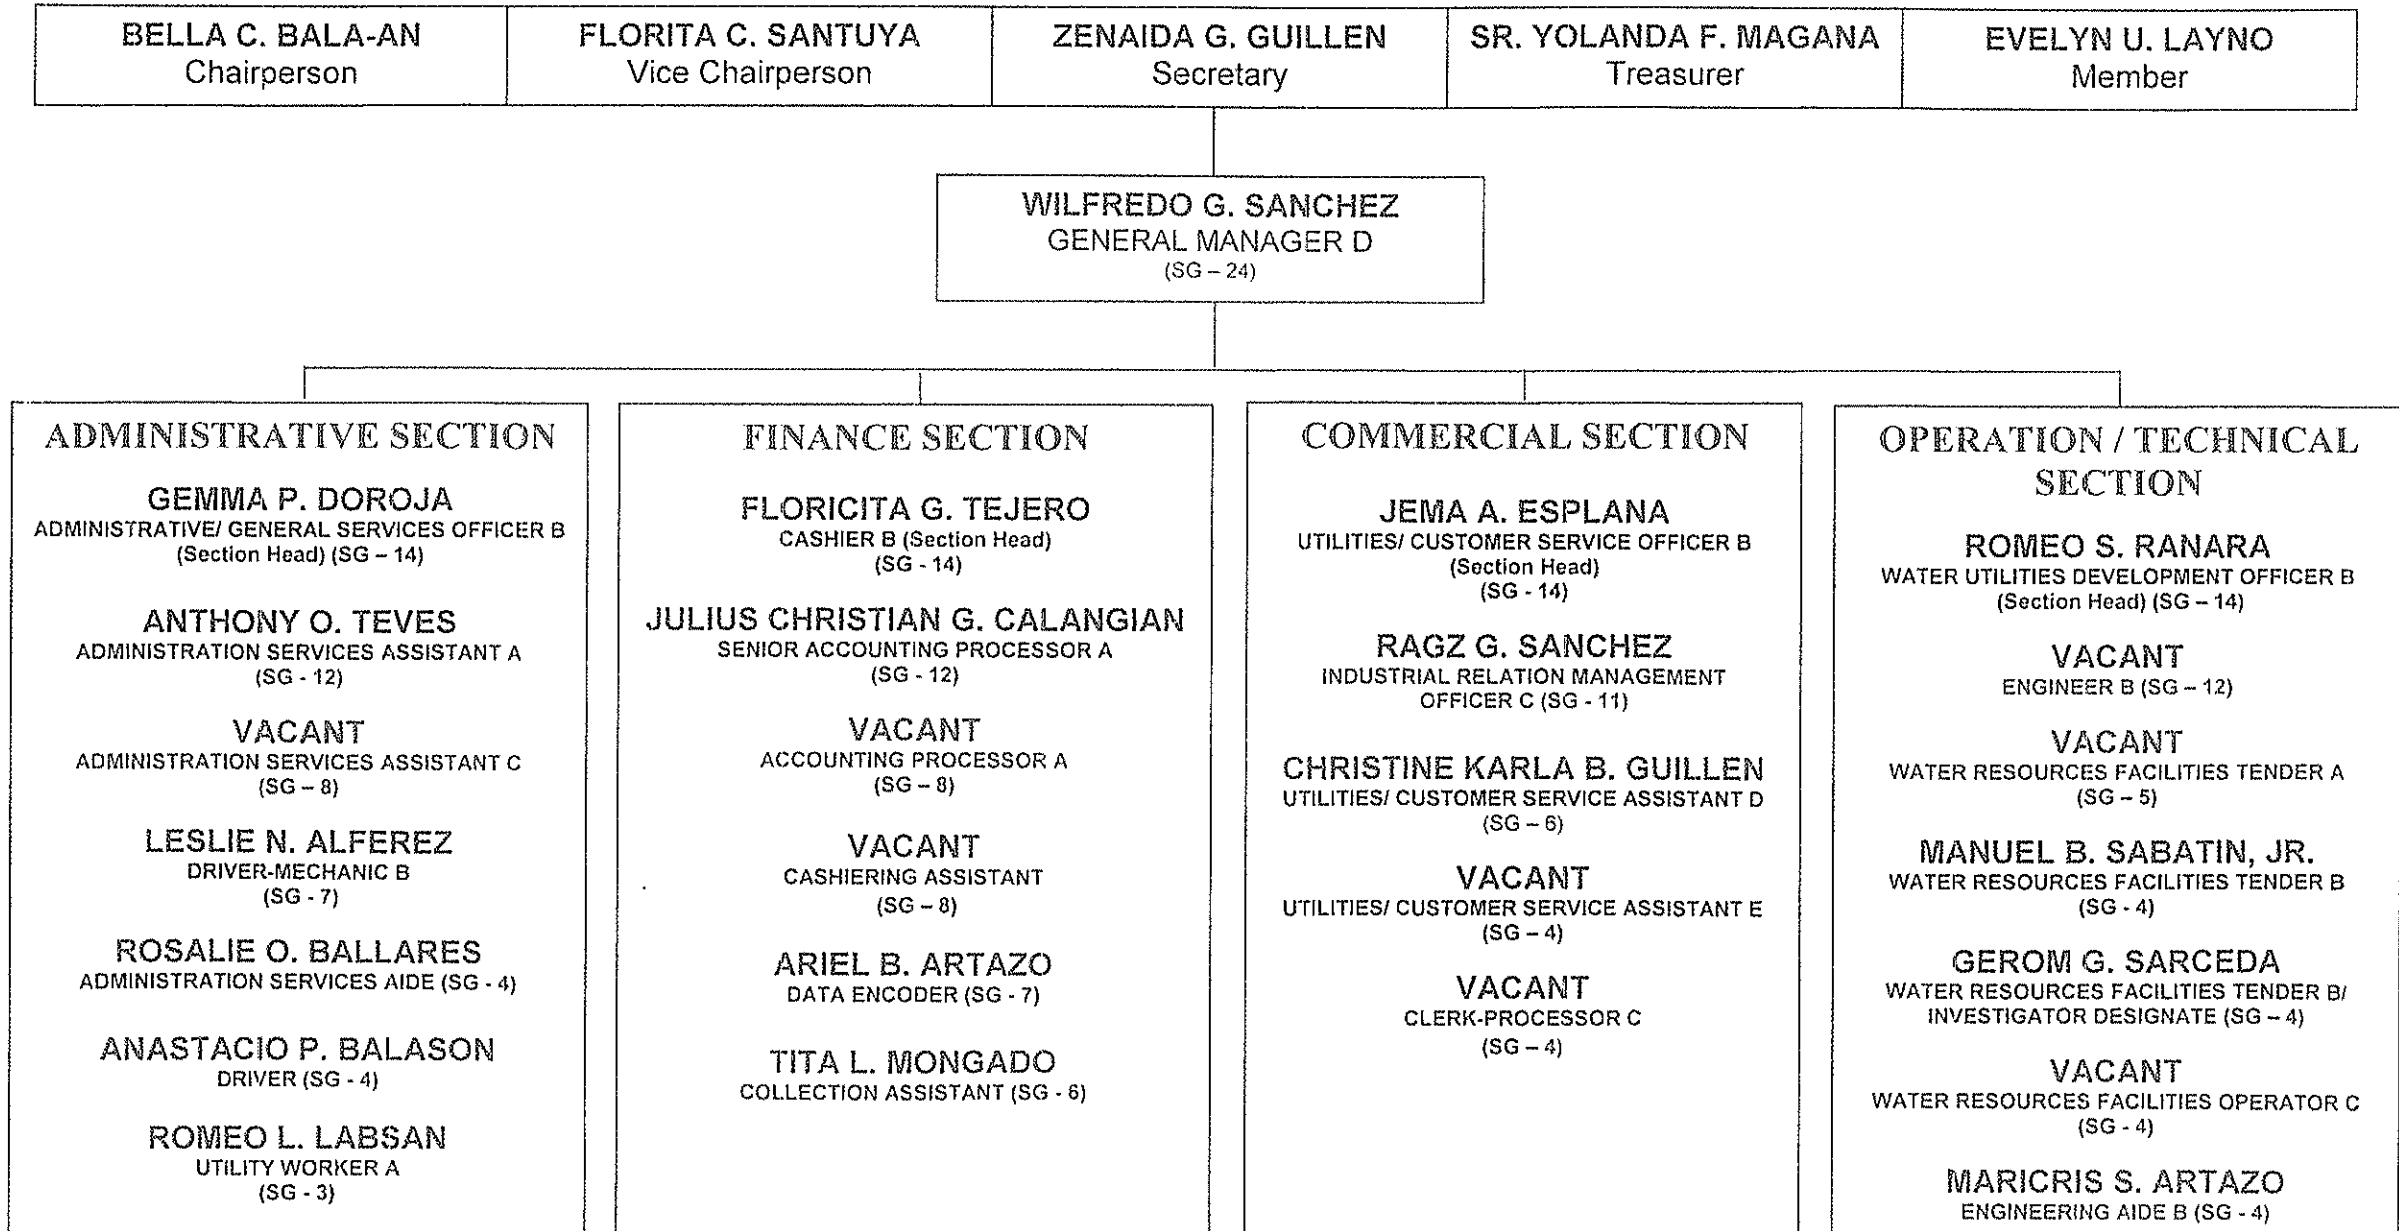 BELLA C. BALA-AN
Chairperson
FLORITA C. SANTUYA
Vice Chairperson
ZENAIDA G. GUILLEN
Secretary
SR. YOLANDA F. MAGANA
Treasurer
EVELYN U. LAYNO
Member
WILFREDO G. SANCHEZ
GENERAL MANAGER D
(SG – 24)
ADMINISTRATIVE SECTION
GEMMA P. DOROJA
ADMINISTRATIVE/ GENERAL SERVICES OFFICER B
(Section Head) (SG – 14)
ANTHONY O. TEVES
ADMINISTRATION SERVICES ASSISTANT A
(SG - 12)
VACANT
ADMINISTRATION SERVICES ASSISTANT C
(SG – 8)
LESLIE N. ALFEREZ
DRIVER-MECHANIC B
(SG - 7)
ROSALIE O. BALLARES
ADMINISTRATION SERVICES AIDE (SG - 4)
ANASTACIO P. BALASON
DRIVER (SG - 4)
ROMEO L. LABSAN
UTILITY WORKER A
(SG - 3)
FINANCE SECTION
FLORICITA G. TEJERO
CASHIER B (Section Head)
(SG - 14)
JULIUS CHRISTIAN G. CALANGIAN
SENIOR ACCOUNTING PROCESSOR A
(SG - 12)
VACANT
ACCOUNTING PROCESSOR A
(SG – 8)
VACANT
CASHIERING ASSISTANT
(SG – 8)
ARIEL B. ARTAZO
DATA ENCODER (SG - 7)
TITA L. MONGADO
COLLECTION ASSISTANT (SG - 6)
COMMERCIAL SECTION
JEMA A. ESPLANA
UTILITIES/ CUSTOMER SERVICE OFFICER B
(Section Head)
(SG - 14)
RAGZ G. SANCHEZ
INDUSTRIAL RELATION MANAGEMENT
OFFICER C (SG - 11)
CHRISTINE KARLA B. GUILLEN
UTILITIES/ CUSTOMER SERVICE ASSISTANT D
(SG – 6)
VACANT
UTILITIES/ CUSTOMER SERVICE ASSISTANT E
(SG – 4)
VACANT
CLERK-PROCESSOR C
(SG – 4)
OPERATION / TECHNICAL
SECTION
ROMEO S. RANARA
WATER UTILITIES DEVELOPMENT OFFICER B
(Section Head) (SG – 14)
VACANT
ENGINEER B (SG – 12)
VACANT
WATER RESOURCES FACILITIES TENDER A
(SG – 5)
MANUEL B. SABATIN, JR.
WATER RESOURCES FACILITIES TENDER B
(SG - 4)
GEROM G. SARCEDA
WATER RESOURCES FACILITIES TENDER B/
INVESTIGATOR DESIGNATE (SG – 4)
VACANT
WATER RESOURCES FACILITIES OPERATOR C
(SG - 4)
MARICRIS S. ARTAZO
ENGINEERING AIDE B (SG - 4)